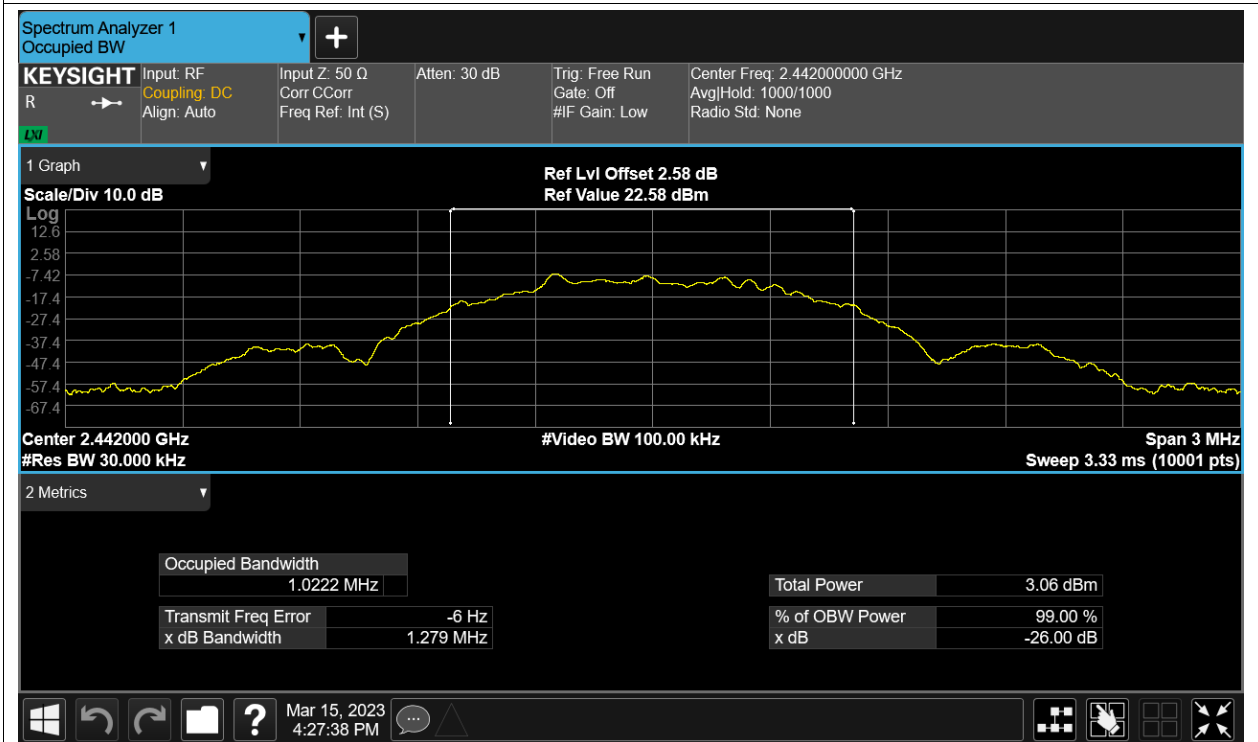 Spectrum Analyzer 1
Occupied BW
KEYSIGHT
R
LXI
Input: RF
Coupling: DC
Align: Auto
Input Z: 50 Ω
Corr CCorr
Freq Ref: Int (S)
Atten: 30 dB
Trig: Free Run
Gate: Off
#IF Gain: Low
Center Freq: 2.442000000 GHz
Avg|Hold: 1000/1000
Radio Std: None
1 Graph
Scale/Div 10.0 dB
Ref Lvl Offset 2.58 dB
Ref Value 22.58 dBm
Log
12.6
2.58
-7.42
-17.4
-27.4
-37.4
-47.4
-57.4
-67.4
Center 2.442000 GHz
#Res BW 30.000 kHz
#Video BW 100.00 kHz
Span 3 MHz
Sweep 3.33 ms (10001 pts)
2 Metrics
Occupied Bandwidth
1.0222 MHz
Transmit Freq Error -6 Hz
x dB Bandwidth 1.279 MHz
Total Power 3.06 dBm
% of OBW Power 99.00 %
x dB -26.00 dB
?
Mar 15, 2023
4:27:38 PM